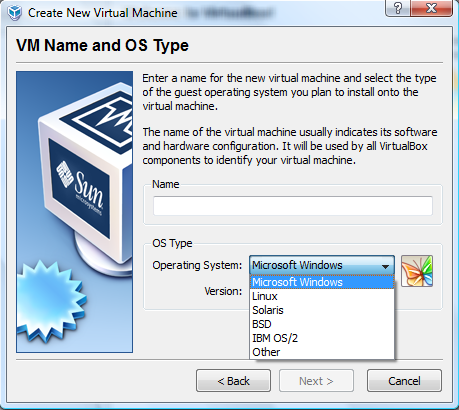 Create New Virtual Machine
VM Name and OS Type
Enter a name for the new virtual machine and select the type
of the guest operating system you plan to install onto the
virtual machine.
The name of the virtual machine usually indicates its software
and hardware configuration. It will be used by all VirtualBox
components to identify your virtual machine.
Sun
microsystems
Name
OS Type
Operating System: Microsoft Windows
Microsoft Windows
Version:
Linux
Solaris
BSD
IBM OS/2
Other
< Back
Next >
Cancel